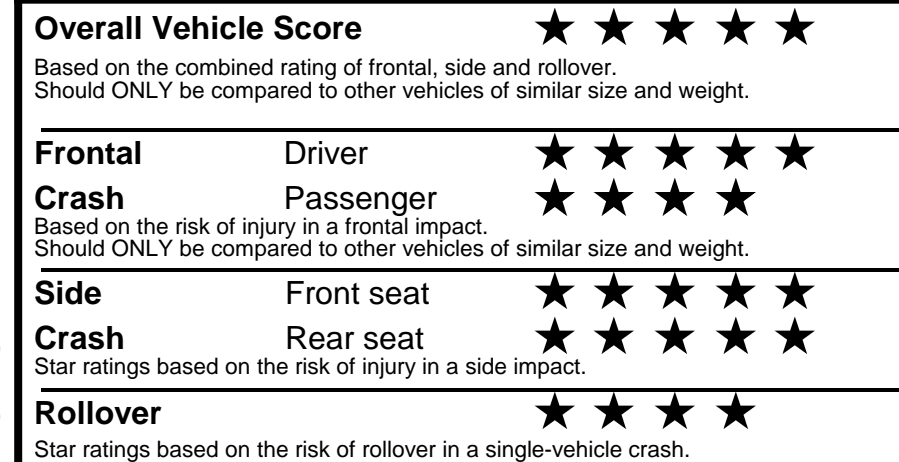 Overall Vehicle Score ★ ★ ★ ★ ★
Based on the combined rating of frontal, side and rollover.
Should ONLY be compared to other vehicles of similar size and weight.
Frontal Driver ★ ★ ★ ★ ★
Crash Passenger ★ ★ ★ ★
Based on the risk of injury in a frontal impact.
Should ONLY be compared to other vehicles of similar size and weight.
Side Front seat ★ ★ ★ ★ ★
Crash Rear seat ★ ★ ★ ★ ★
Star ratings based on the risk of injury in a side impact.
Rollover ★ ★ ★ ★
Star ratings based on the risk of rollover in a single-vehicle crash.